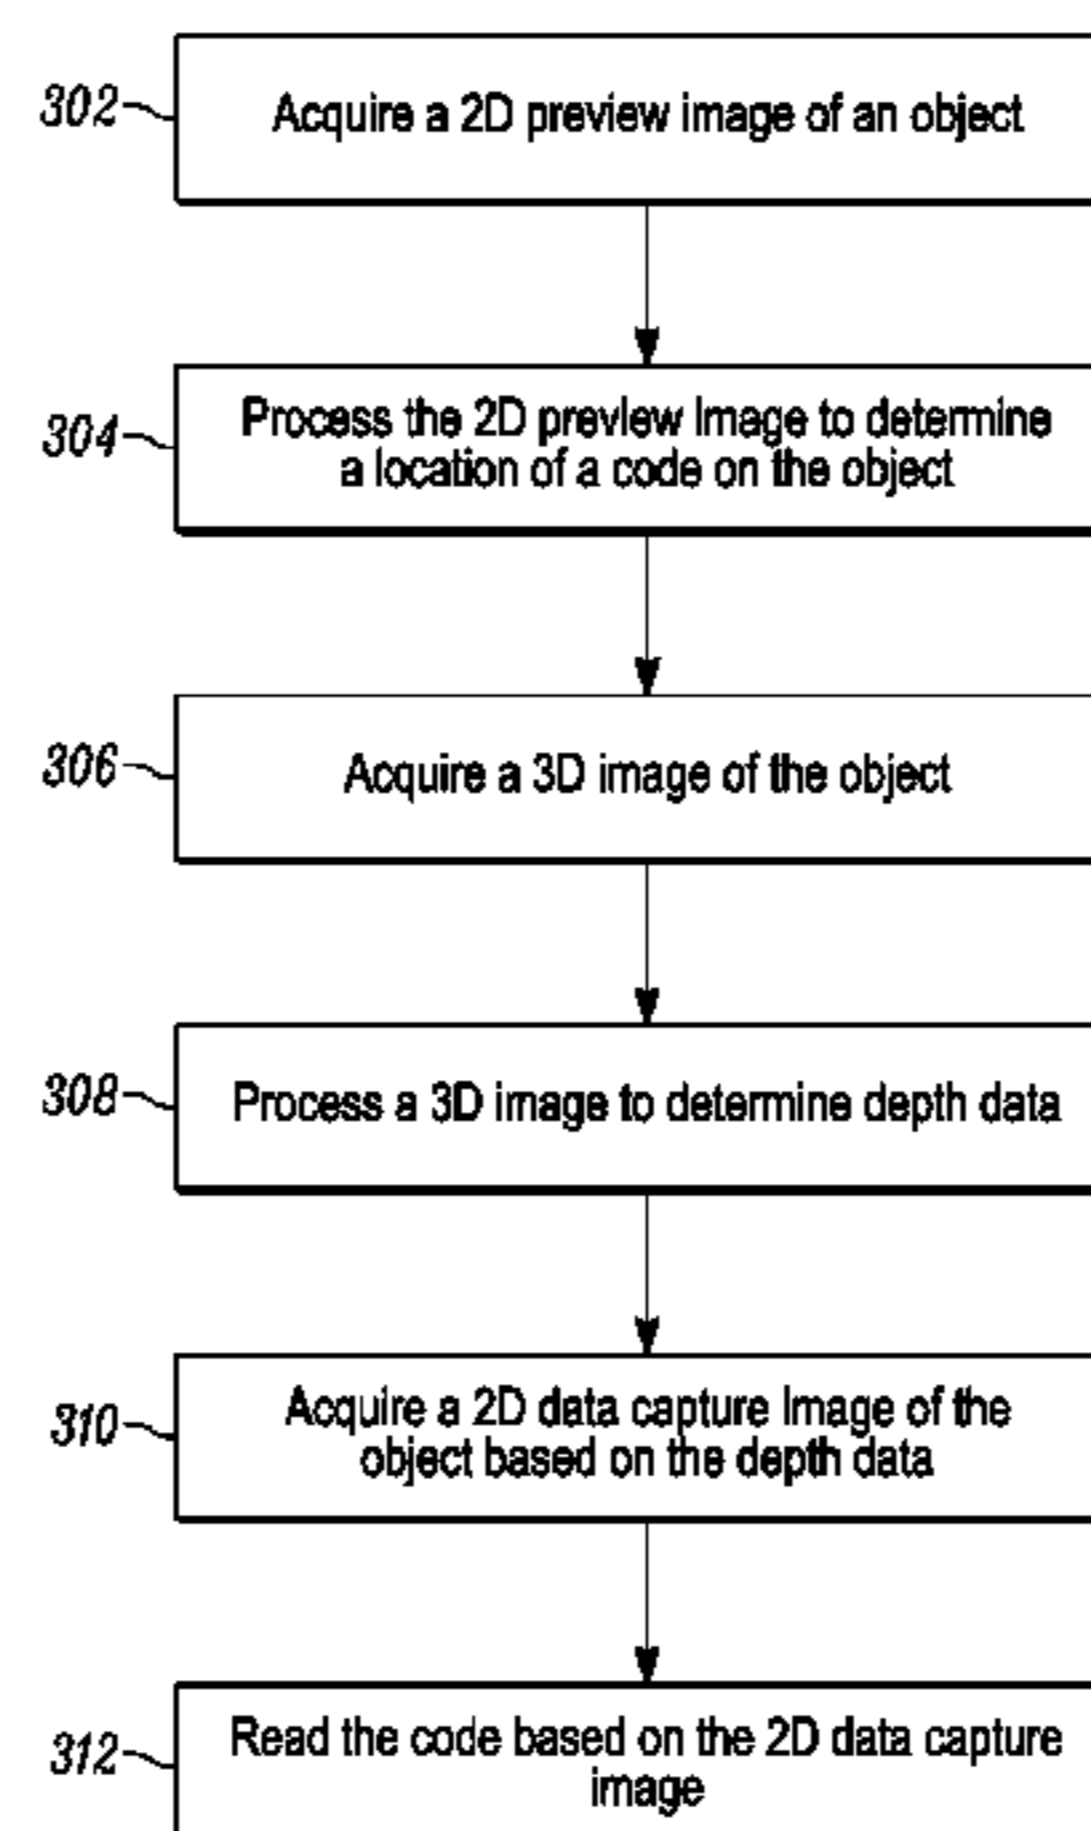 302
Acquire a 2D preview image of an object
304
Process the 2D preview Image to determine
a location of a code on the object
306
Acquire a 3D image of the object
308
Process a 3D image to determine depth data
310
Acquire a 2D data capture Image of the
object based on the depth data
312
Read the code based on the 2D data capture
image